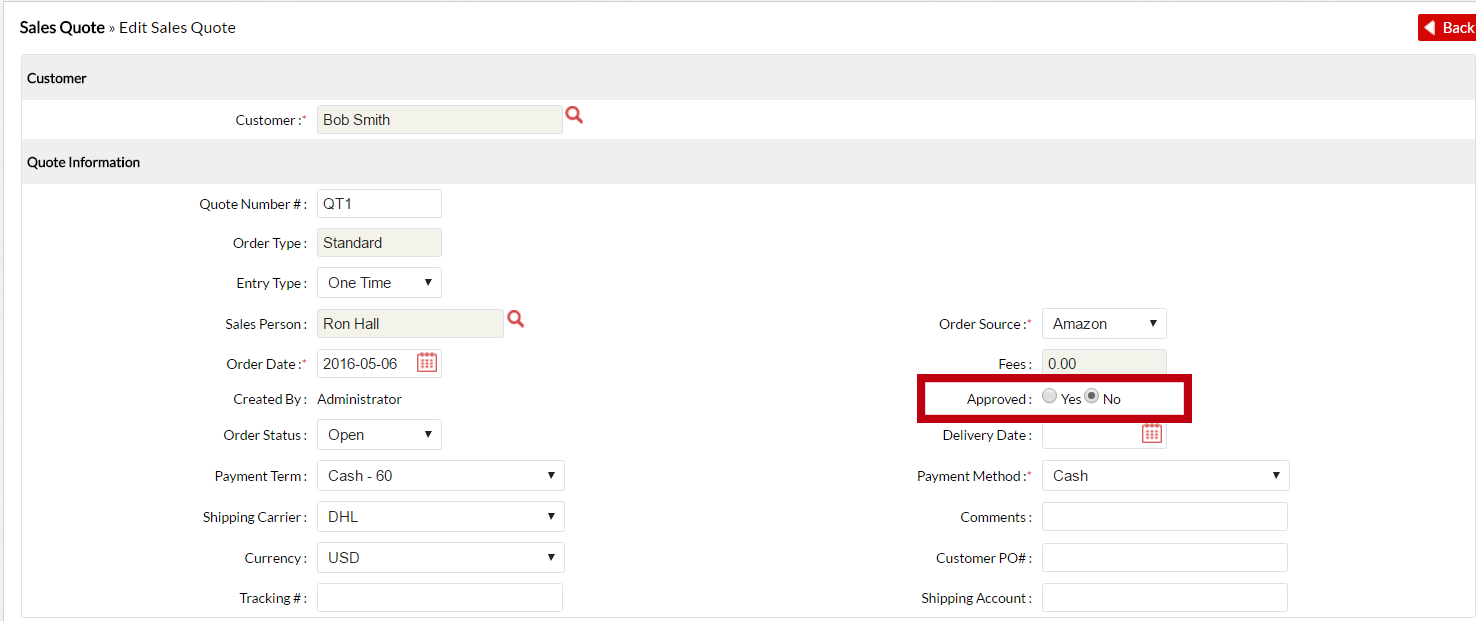 Sales Quote » Edit Sales Quote
Back
Customer
Customer :* Bob Smith
Quote Information
Quote Number # : QT1
Order Type : Standard
Entry Type : One Time
Sales Person : Ron Hall
Order Source :* Amazon
Order Date :* 2016-05-06
Fees : 0.00
Created By : Administrator
Approved : Yes No
Order Status : Open
Delivery Date :
Payment Term : Cash - 60
Payment Method :* Cash
Shipping Carrier : DHL
Comments :
Currency : USD
Customer PO# :
Tracking # :
Shipping Account :